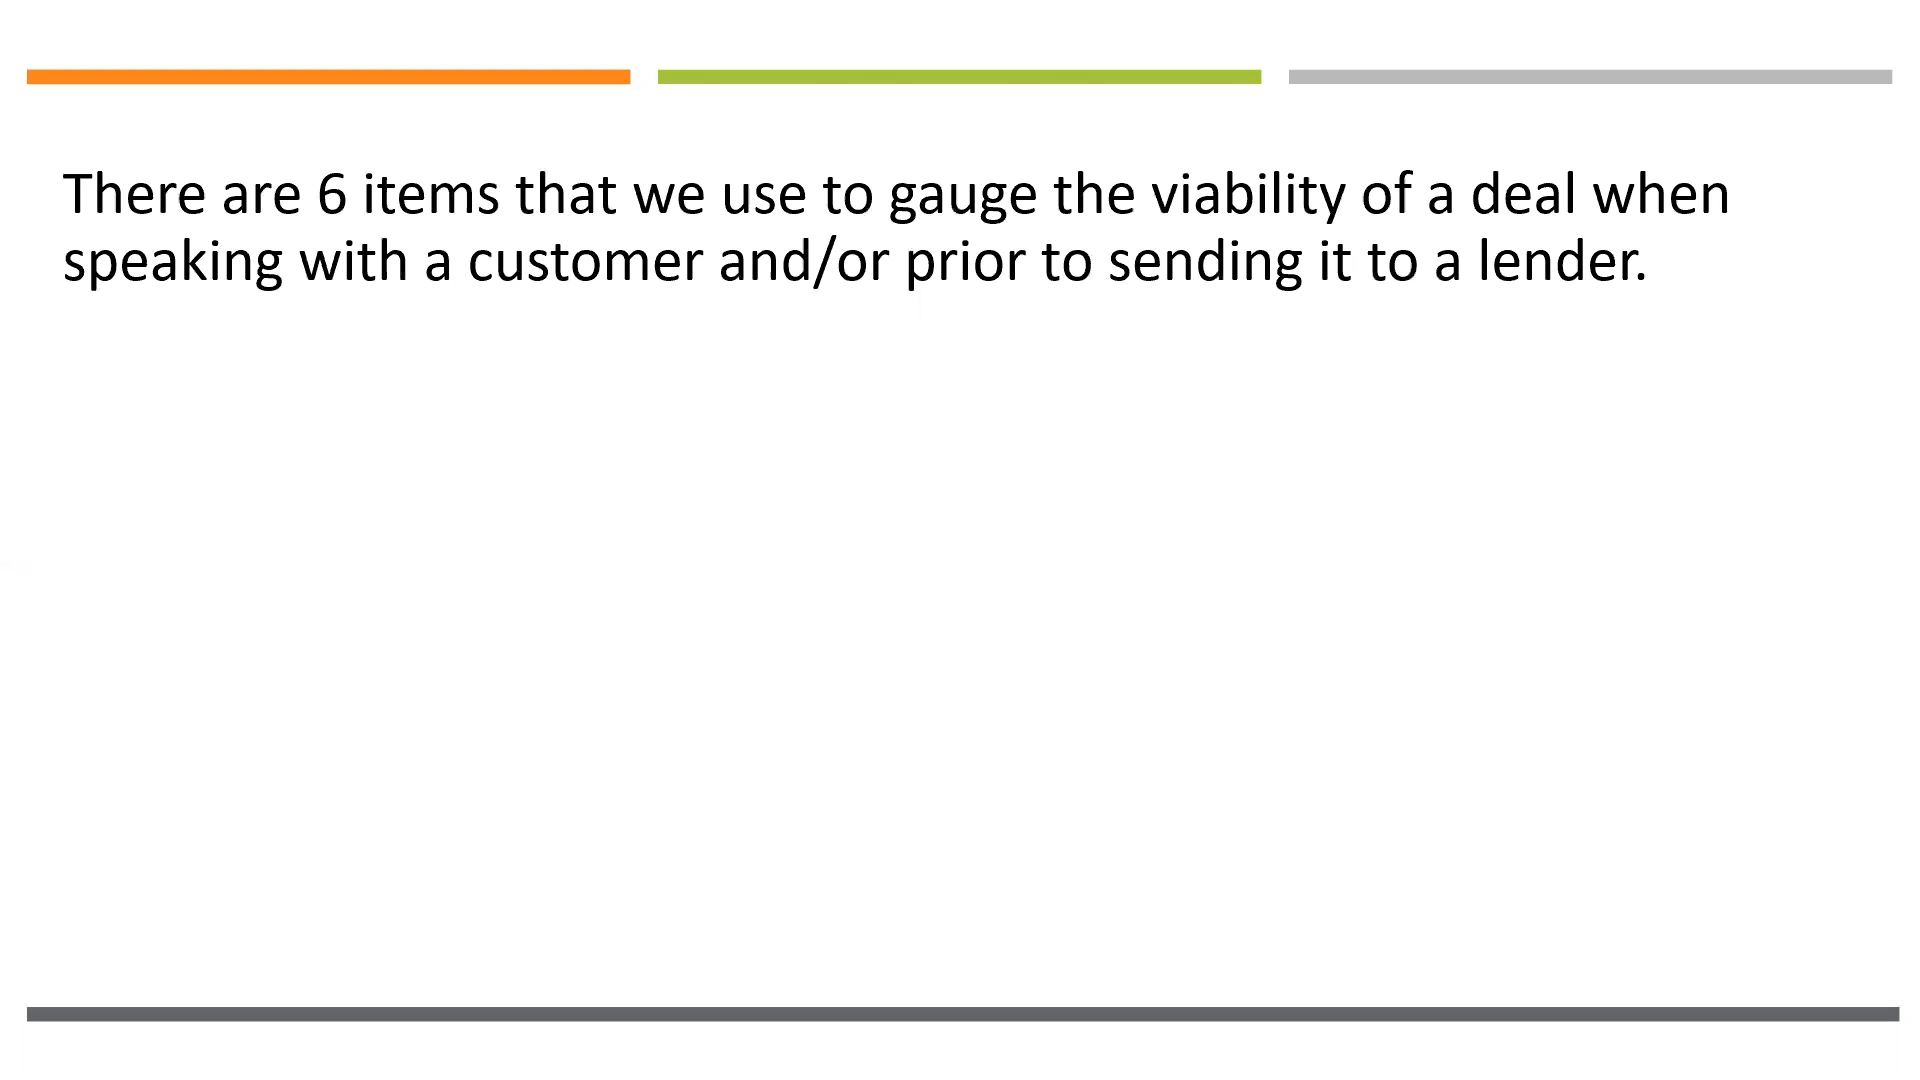 There are 6 items that we use to gauge the viability of a deal when
speaking with a customer and/or prior to sending it to a lender.